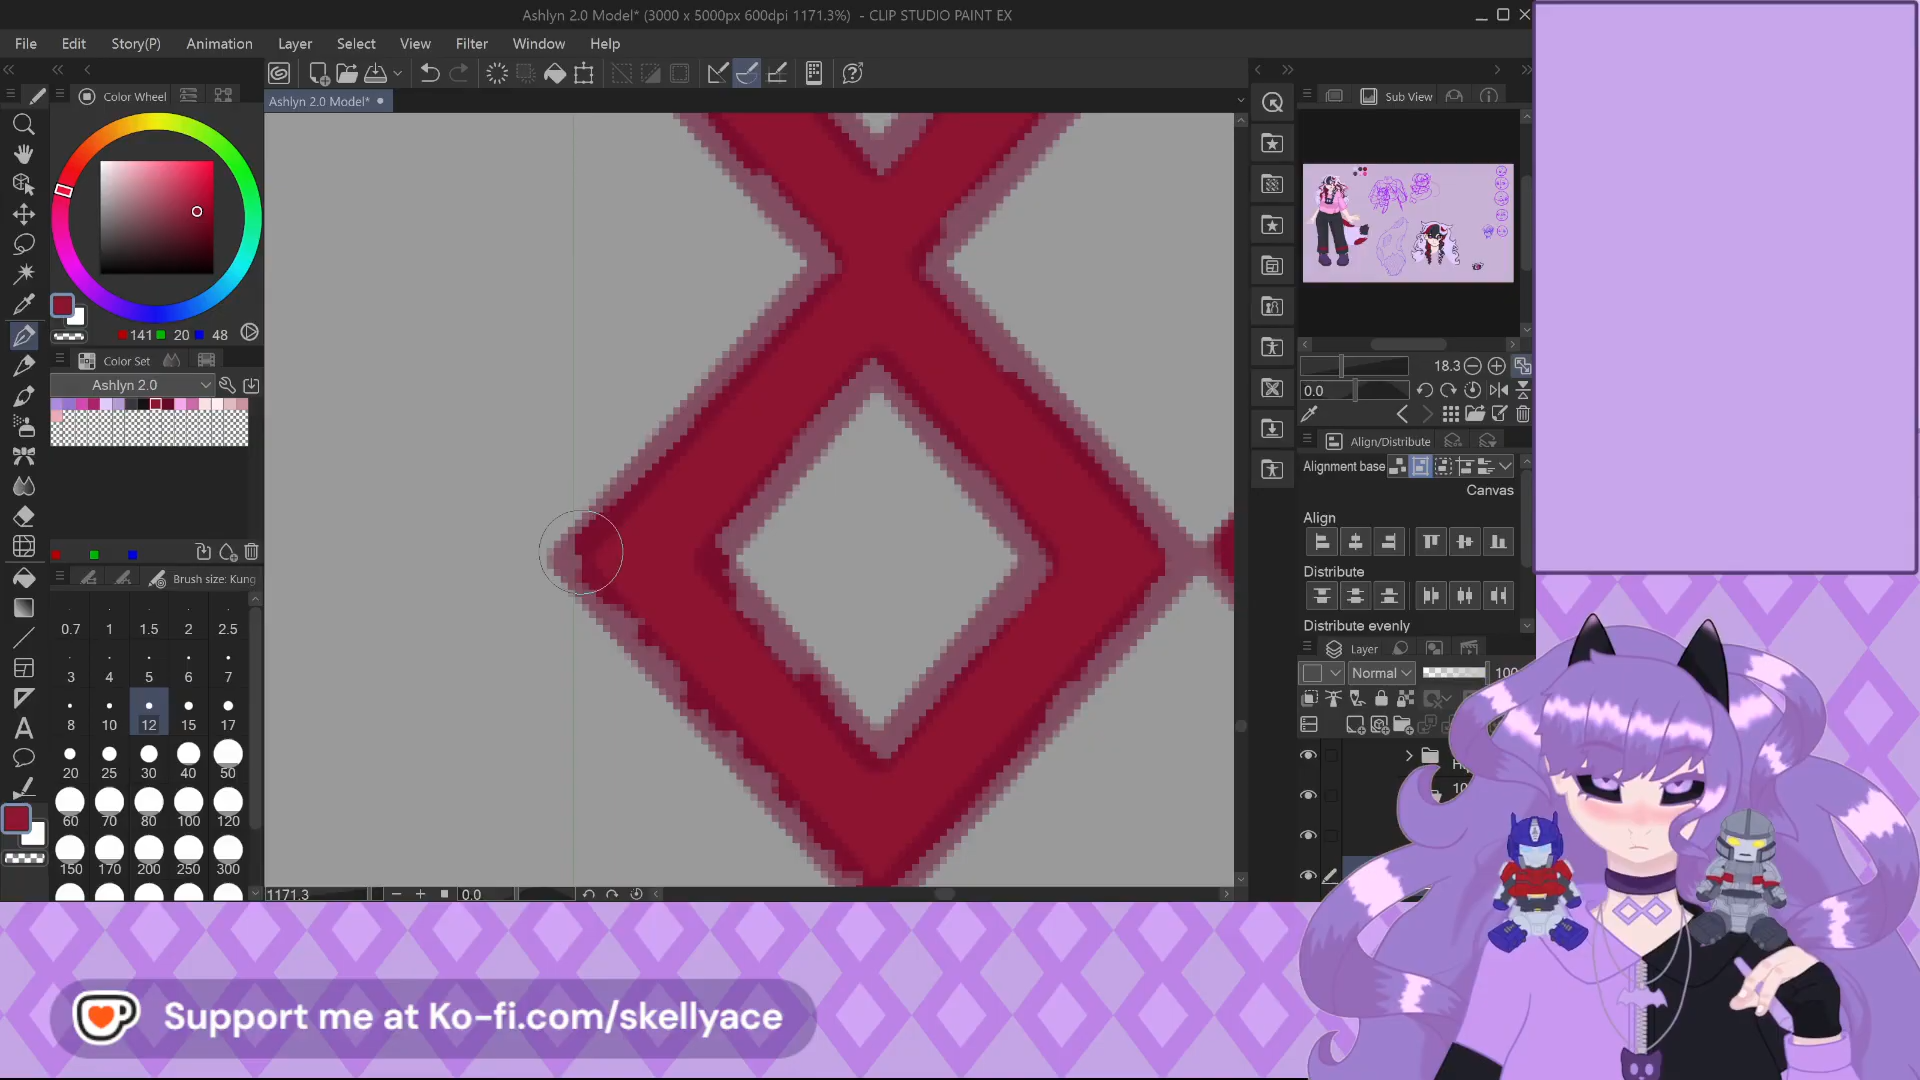 Ashlyn 2.0 Model* (3000 x 5000px 600dpi 1171.3%) - CLIP STUDIO PAINT EX
File Edit Story(P) Animation Layer Select View Filter Window Help
Color Wheel
Ashlyn 2.0 Model*
Sub View
141 20 48
Color Set
Ashlyn 2.0
18.3
0.0
Align/Distribute
Alignment base
Canvas
Align
Distribute
Distribute evenly
Brush size: Kung
0.7 1 1.5 2 2.5
3 4 5 6 7
8 10 12 15 17
20 25 30 40 50
60 70 80 100 120
150 170 200 250 300
Layer
Normal
100
1171.3 0.0
Support me at Ko-fi.com/skellyace